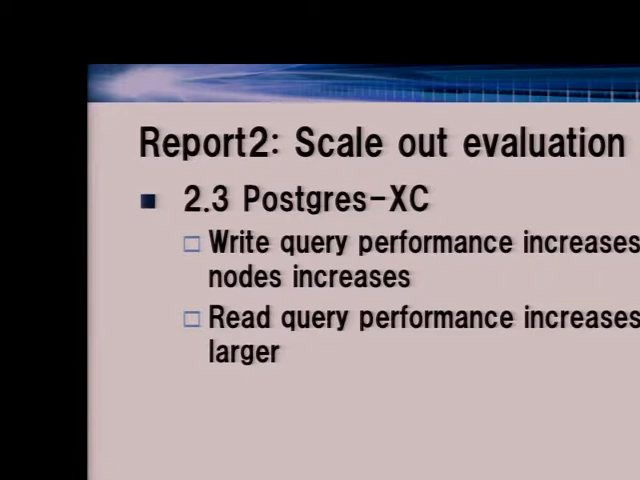 Report2: Scale out evaluation
2.3 Postgres-XC
Write query performance increases
nodes increases
Read query performance increases
larger